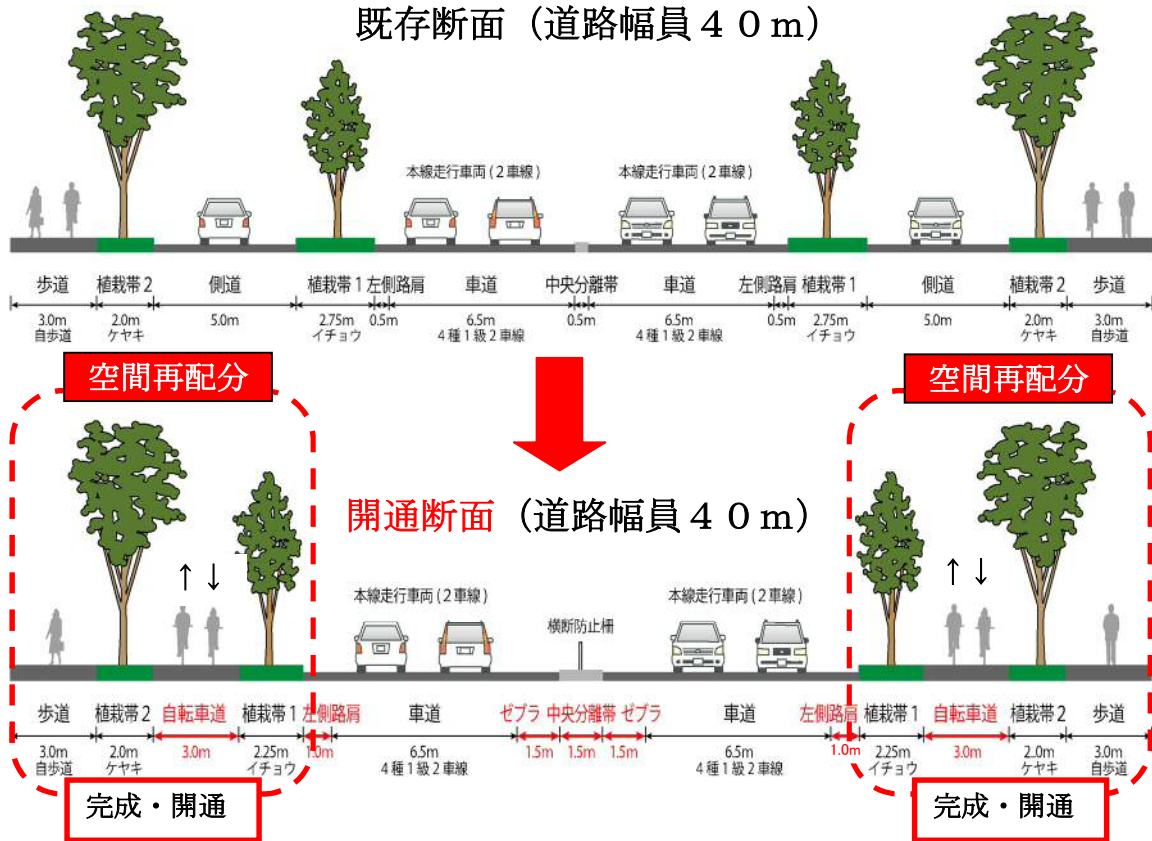 既存断面（道路幅員４０ｍ）
本線走行車両(２車線)　本線走行車両(２車線)
歩道　植栽帯2　側道　植栽帯1　左側路肩　車道　中央分離帯　車道　左側路肩　植栽帯1　側道　植栽帯2　歩道
3.0m　2.0m　5.0m　2.75m　0.5m　6.5m　0.5m　6.5m　0.5m　2.75m　5.0m　2.0m　3.0m
自歩道　ケヤキ　イチョウ　４種１級２車線　４種１級２車線　イチョウ　ケヤキ　自歩道
空間再配分　空間再配分
開通断面（道路幅員４０ｍ）
↑↓　↑↓
本線走行車両(２車線)　横断防止柵　本線走行車両(２車線)
歩道　植栽帯2　自転車道　植栽帯1　左側路肩　車道　ゼブラ　中央分離帯　ゼブラ　車道　左側路肩　植栽帯1　自転車道　植栽帯2　歩道
3.0m　2.0m　3.0m　2.25m　1.0m　6.5m　1.5m　1.5m　1.5m　6.5m　1.0m　2.25m　3.0m　2.0m　3.0m
自歩道　ケヤキ　イチョウ　４種１級２車線　４種１級２車線　イチョウ　ケヤキ　自歩道
完成・開通　完成・開通